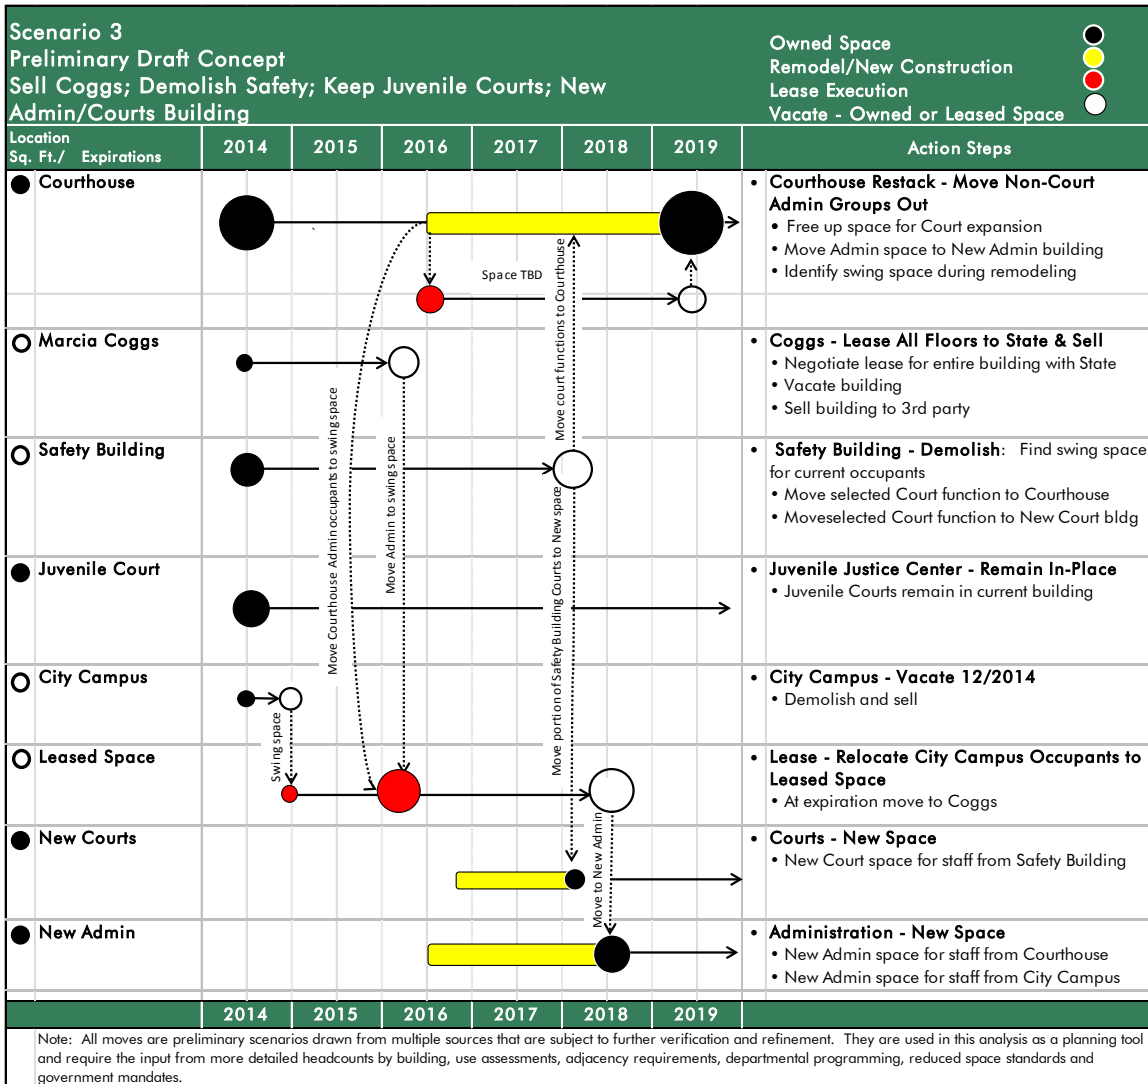 Scenario 3
Preliminary Draft Concept
Sell Coggs; Demolish Safety; Keep Juvenile Courts; New
Admin/Courts Building
Owned Space
Remodel/New Construction
Lease Execution
Vacate - Owned or Leased Space
Location
Sq. Ft./ Expirations
2014 2015 2016 2017 2018 2019
Action Steps
Courthouse
Space TBD
Move court functions to Courthouse
• Courthouse Restack - Move Non-Court
Admin Groups Out
• Free up space for Court expansion
• Move Admin space to New Admin building
• Identify swing space during remodeling
Marcia Coggs
Move Courthouse Admin occupants to swing space
Move Admin to swing space
• Coggs - Lease All Floors to State & Sell
• Negotiate lease for entire building with State
• Vacate building
• Sell building to 3rd party
Safety Building
Move portion of Safety Building Courts to New space
• Safety Building - Demolish: Find swing space
for current occupants
• Move selected Court function to Courthouse
• Moveselected Court function to New Court bldg
Juvenile Court
• Juvenile Justice Center - Remain In-Place
• Juvenile Courts remain in current building
City Campus
Swing space
• City Campus - Vacate 12/2014
• Demolish and sell
Leased Space
Move to New Admin
• Lease - Relocate City Campus Occupants to
Leased Space
• At expiration move to Coggs
New Courts
• Courts - New Space
• New Court space for staff from Safety Building
New Admin
• Administration - New Space
• New Admin space for staff from Courthouse
• New Admin space for staff from City Campus
2014 2015 2016 2017 2018 2019
Note: All moves are preliminary scenarios drawn from multiple sources that are subject to further verification and refinement. They are used in this analysis as a planning tool
and require the input from more detailed headcounts by building, use assessments, adjacency requirements, departmental programming, reduced space standards and
government mandates.